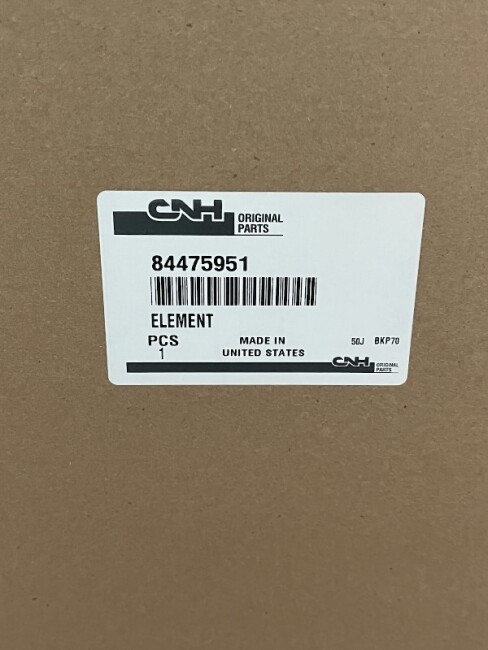 CNH ORIGINAL
PARTS
84475951
ELEMENT
PCS MADE IN 50J BKP70
1 UNITED STATES
CNH ORIGINAL
PARTS